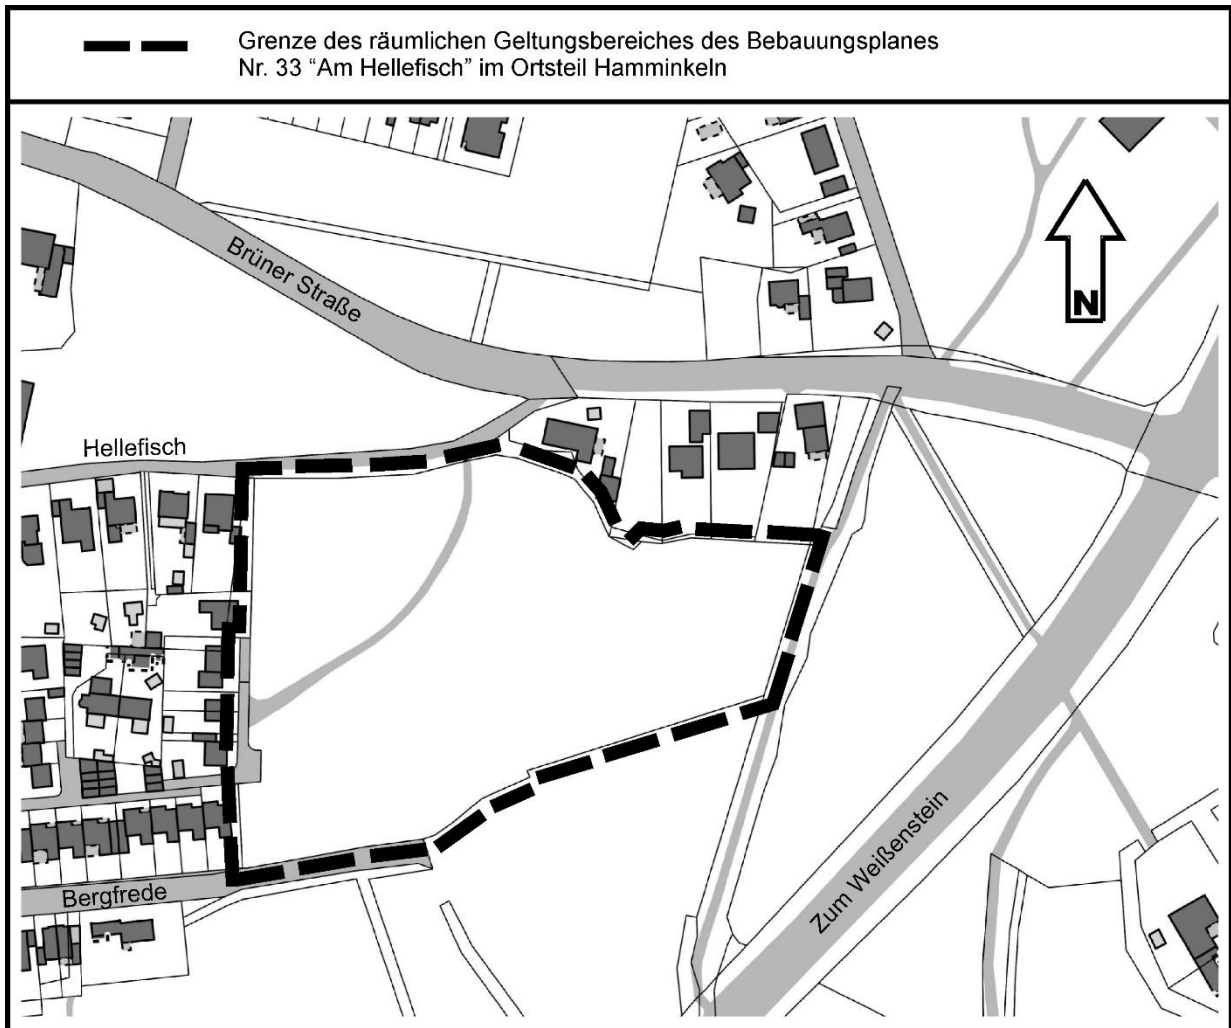 Grenze des räumlichen Geltungsbereiches des Bebauungsplanes
Nr. 33 “Am Hellefisch” im Ortsteil Hamminkeln
Brüner Straße
N
Hellefisch
Zum Weißenstein
Bergfrede